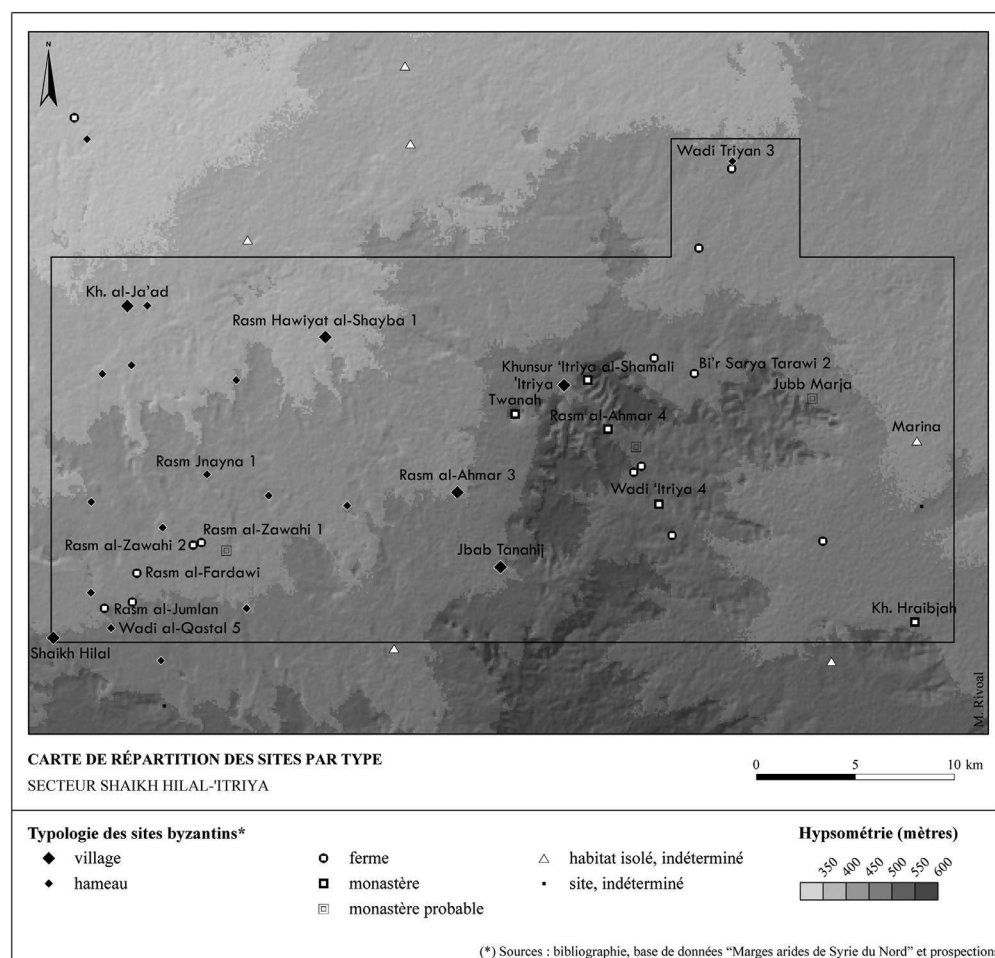 N
Wadi Triyan 3
Kh. al-Ja'ad
Rasm Hawiyat al-Shayba 1
Khunsur 'Itriya al-Shamali
'Itriya
Bi'r Sarya Tarawi 2
Jubb Marja
Twanah
Rasm al-Ahmar 4
Marina
Rasm Jnayna 1
Rasm al-Ahmar 3
Wadi 'Itriya 4
Rasm al-Zawahi 1
Rasm al-Zawahi 2
Jbab Tanahij
Rasm al-Fardawi
Rasm al-Jumlan
Kh. Hraibjah
Wadi al-Qastal 5
Shaikh Hilal
M. Rivoal
CARTE DE RÉPARTITION DES SITES PAR TYPE
SECTEUR SHAIKH HILAL-'ITRIYA
0 5 10 km
Typologie des sites byzantins*
village
hameau
ferme
monastère
monastère probable
habitat isolé, indéterminé
site, indéterminé
Hypsométrie (mètres)
350 400 450 500 550 600
(*) Sources : bibliographie, base de données “Marges arides de Syrie du Nord” et prospections